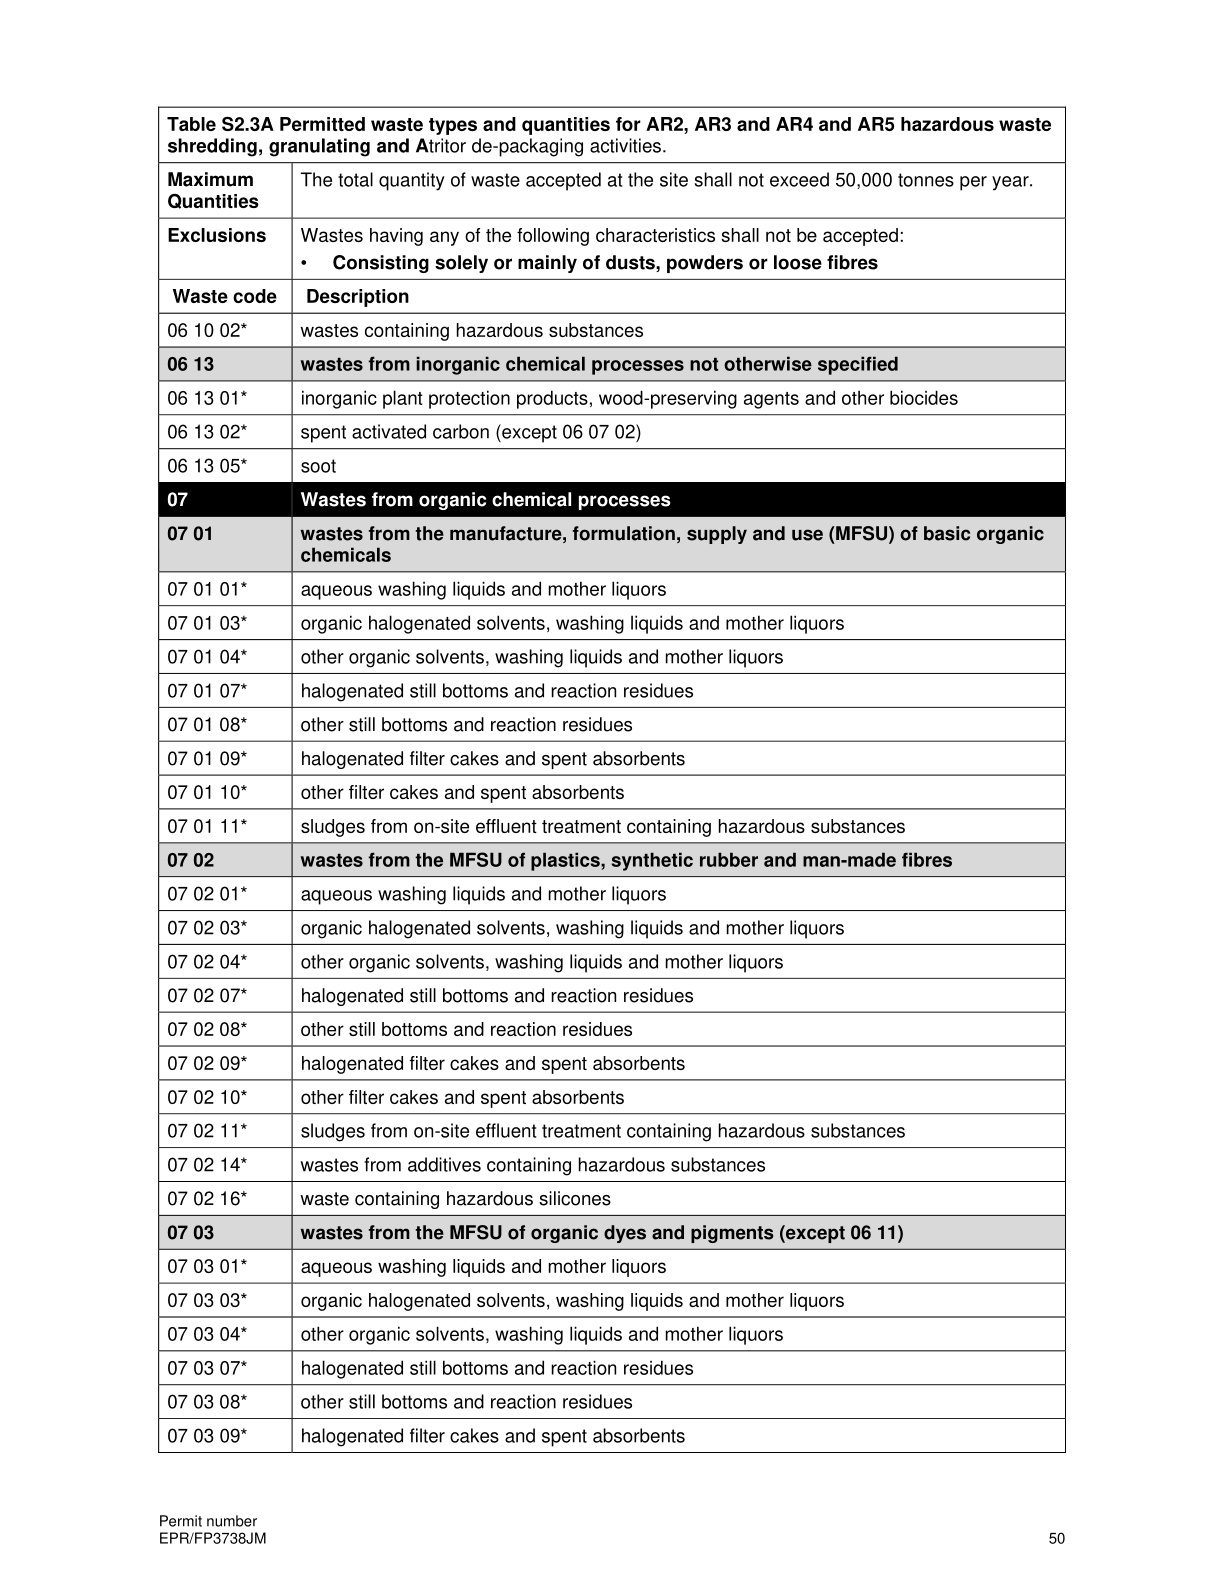 Table S2.3A Permitted waste types and quantities for AR2, AR3 and AR4 and AR5 hazardous waste
shredding, granulating and Atritor de-packaging activities.
Maximum
Quantities
The total quantity of waste accepted at the site shall not exceed 50,000 tonnes per year.
Exclusions
Wastes having any of the following characteristics shall not be accepted:
• Consisting solely or mainly of dusts, powders or loose fibres
Waste code Description
06 10 02* wastes containing hazardous substances
06 13 wastes from inorganic chemical processes not otherwise specified
06 13 01* inorganic plant protection products, wood-preserving agents and other biocides
06 13 02* spent activated carbon (except 06 07 02)
06 13 05* soot
07 Wastes from organic chemical processes
07 01 wastes from the manufacture, formulation, supply and use (MFSU) of basic organic
chemicals
07 01 01* aqueous washing liquids and mother liquors
07 01 03* organic halogenated solvents, washing liquids and mother liquors
07 01 04* other organic solvents, washing liquids and mother liquors
07 01 07* halogenated still bottoms and reaction residues
07 01 08* other still bottoms and reaction residues
07 01 09* halogenated filter cakes and spent absorbents
07 01 10* other filter cakes and spent absorbents
07 01 11* sludges from on-site effluent treatment containing hazardous substances
07 02 wastes from the MFSU of plastics, synthetic rubber and man-made fibres
07 02 01* aqueous washing liquids and mother liquors
07 02 03* organic halogenated solvents, washing liquids and mother liquors
07 02 04* other organic solvents, washing liquids and mother liquors
07 02 07* halogenated still bottoms and reaction residues
07 02 08* other still bottoms and reaction residues
07 02 09* halogenated filter cakes and spent absorbents
07 02 10* other filter cakes and spent absorbents
07 02 11* sludges from on-site effluent treatment containing hazardous substances
07 02 14* wastes from additives containing hazardous substances
07 02 16* waste containing hazardous silicones
07 03 wastes from the MFSU of organic dyes and pigments (except 06 11)
07 03 01* aqueous washing liquids and mother liquors
07 03 03* organic halogenated solvents, washing liquids and mother liquors
07 03 04* other organic solvents, washing liquids and mother liquors
07 03 07* halogenated still bottoms and reaction residues
07 03 08* other still bottoms and reaction residues
07 03 09* halogenated filter cakes and spent absorbents
Permit number
EPR/FP3738JM 50